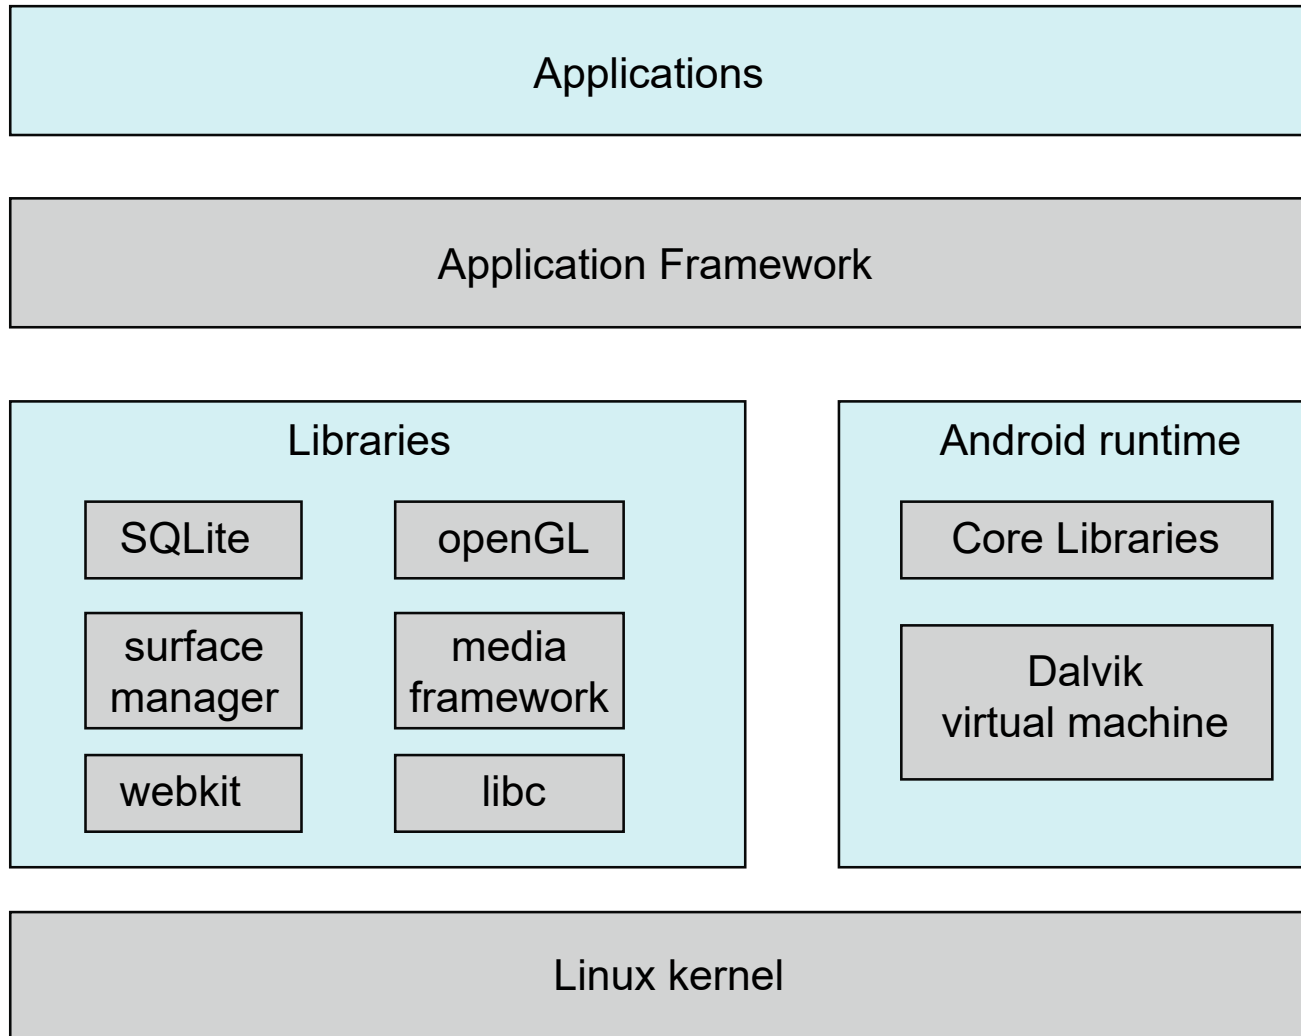 Applications
Application Framework
Libraries
SQLite
openGL
surface
manager
media
framework
webkit
libc
Android runtime
Core Libraries
Dalvik
virtual machine
Linux kernel